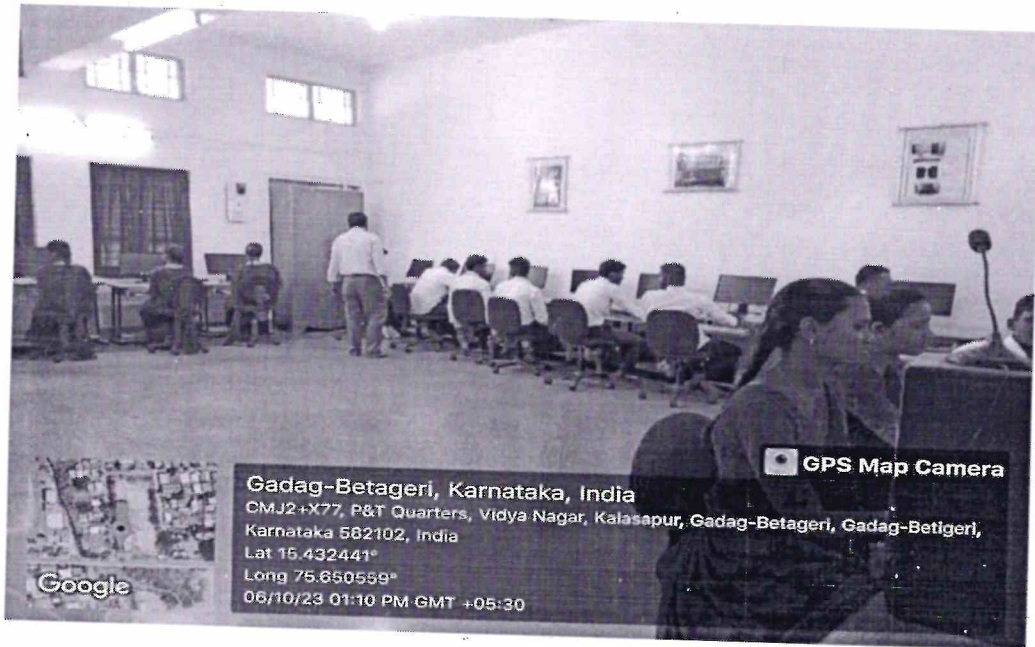 GPS Map Camera
Gadag-Betageri, Karnataka, India
CMJ2+X77, P&T Quarters, Vidya Nagar, Kalasapur, Gadag-Betageri, Gadag-Betigeri,
Karnataka 582102, India
Lat 15.432441°
Long 75.650559°
06/10/23 01:10 PM GMT +05:30
Google